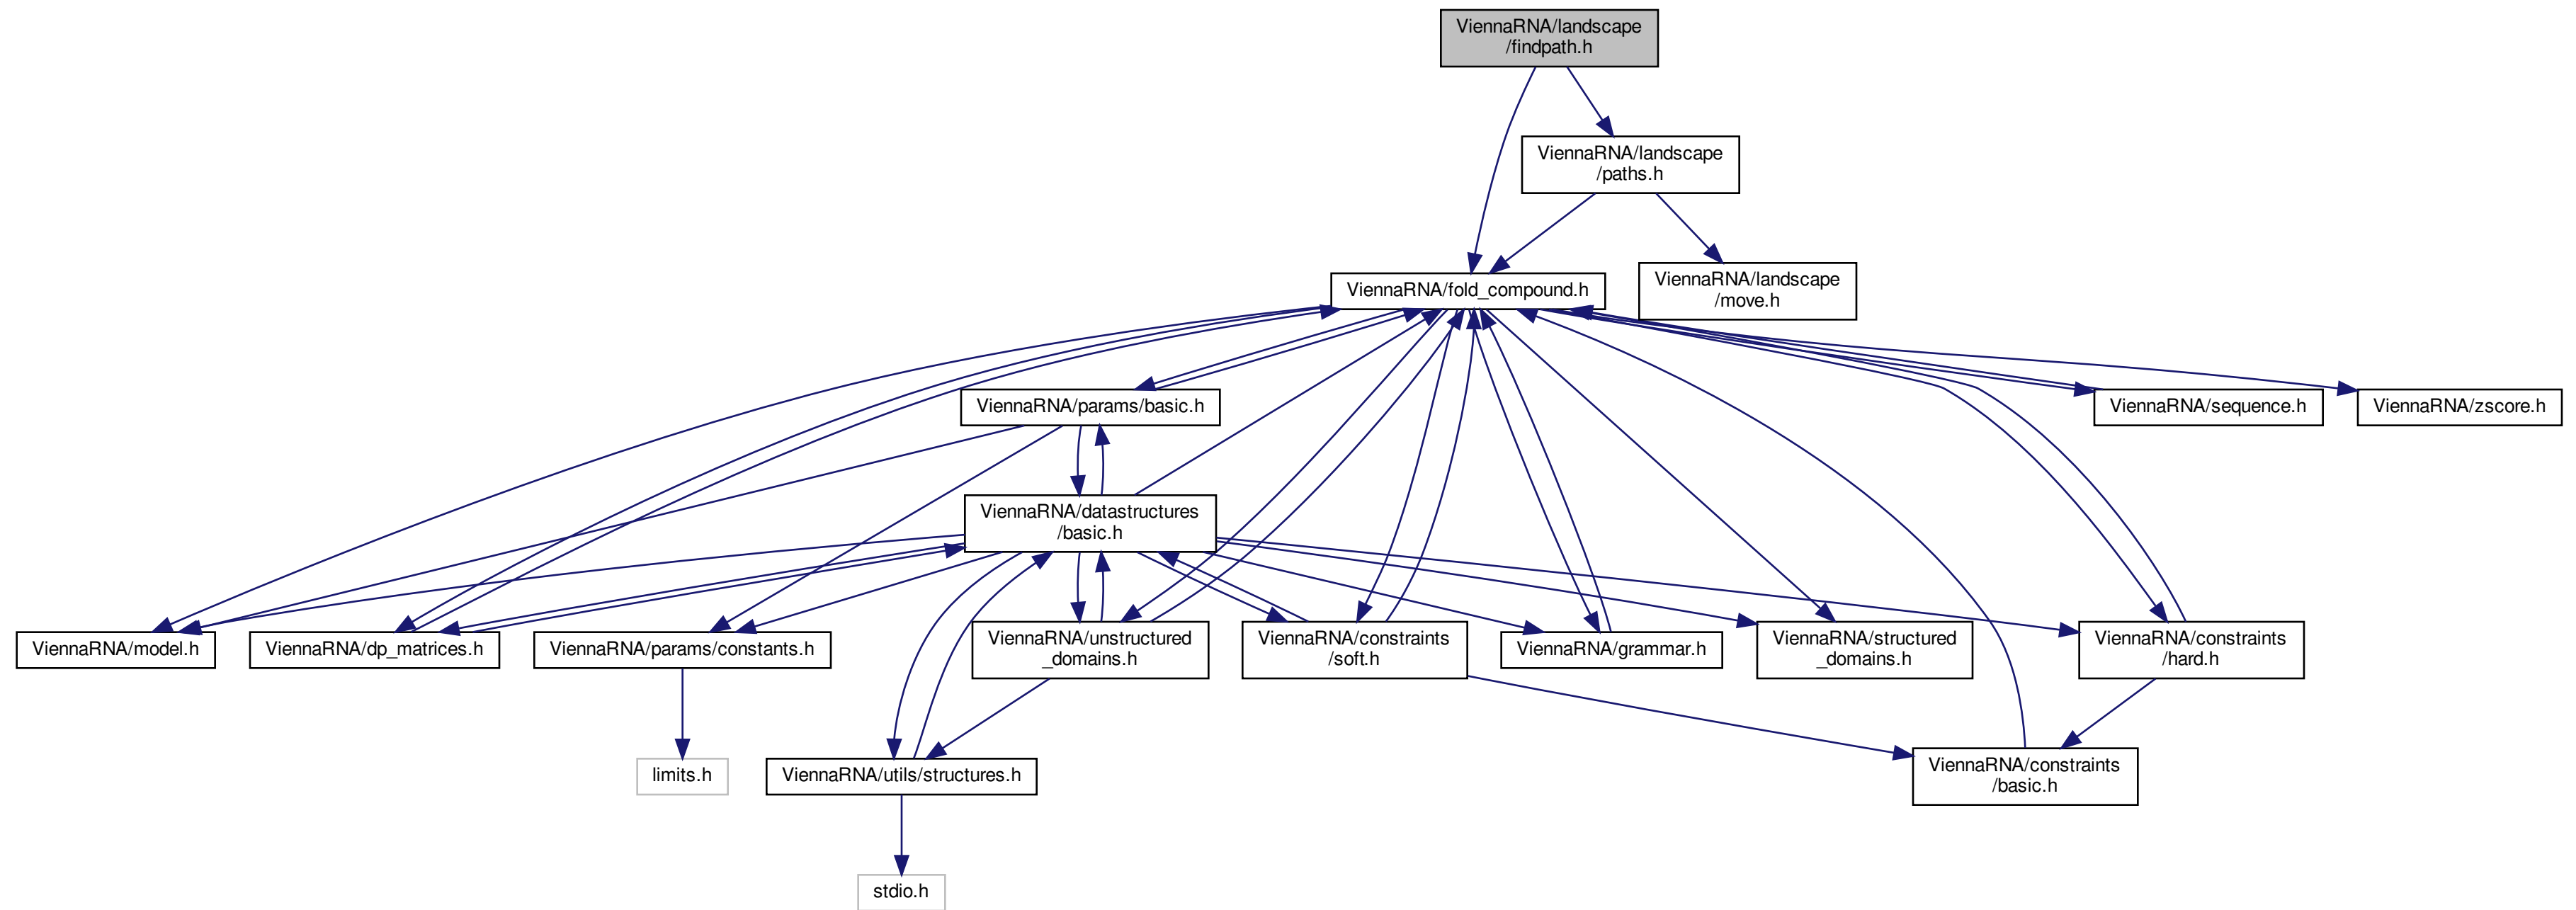 ViennaRNA/landscape
/findpath.h
ViennaRNA/landscape
/paths.h
ViennaRNA/fold_compound.h
ViennaRNA/landscape
/move.h
ViennaRNA/params/basic.h
ViennaRNA/sequence.h
ViennaRNA/zscore.h
ViennaRNA/datastructures
/basic.h
ViennaRNA/model.h
ViennaRNA/dp_matrices.h
ViennaRNA/params/constants.h
ViennaRNA/unstructured
_domains.h
ViennaRNA/constraints
/soft.h
ViennaRNA/grammar.h
ViennaRNA/structured
_domains.h
ViennaRNA/constraints
/hard.h
limits.h
ViennaRNA/utils/structures.h
ViennaRNA/constraints
/basic.h
stdio.h